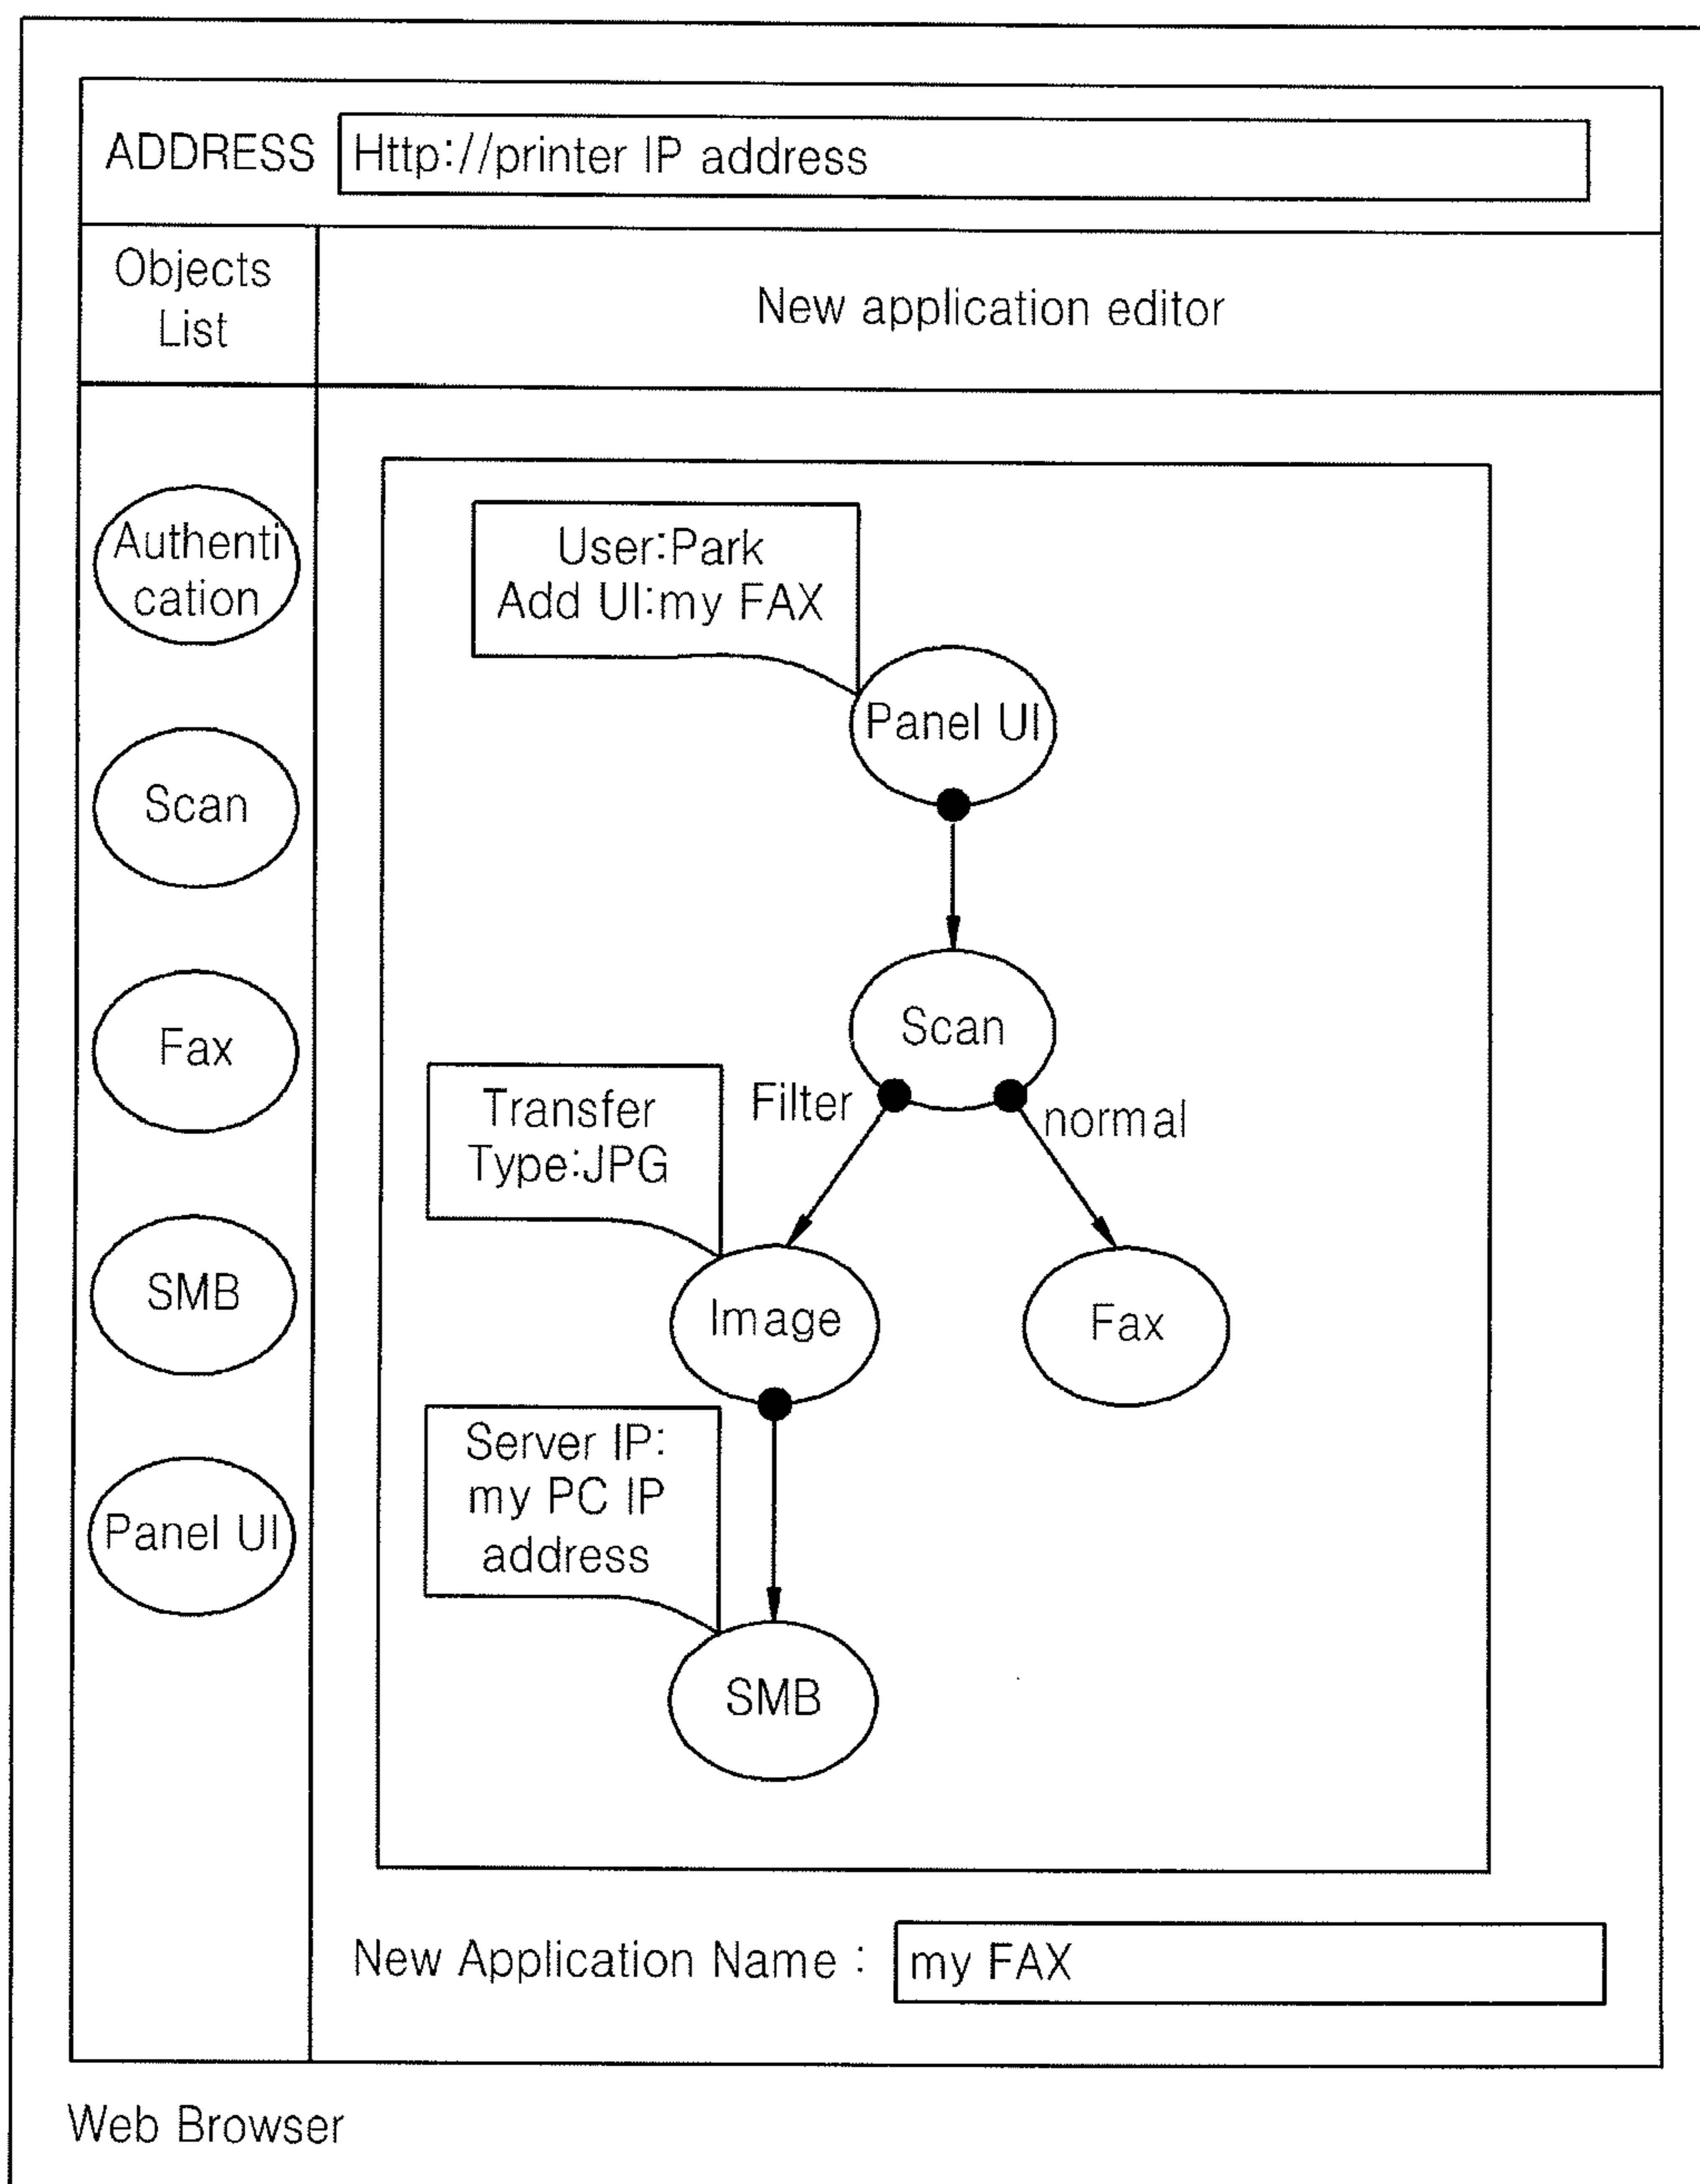 ADDRESS
Http://printer IP address
Objects
List
New application editor
Authenti
cation
Scan
Fax
SMB
Panel UI
User:Park
Add UI:my FAX
Panel UI
Scan
Filter
normal
Transfer
Type:JPG
Image
Fax
Server IP:
my PC IP
address
SMB
New Application Name :
my FAX
Web Browser